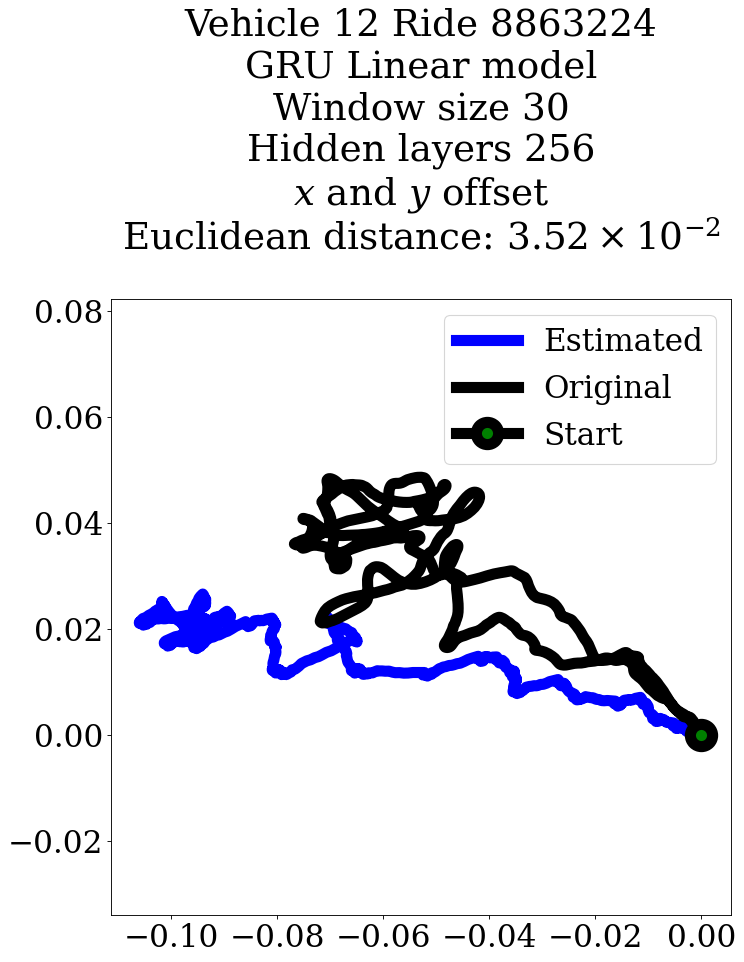 Vehicle 12 Ride 8863224
GRU Linear model
Window size 30
Hidden layers 256
x and y offset
Euclidean distance: 3.52 × 10⁻²
0.08
0.06
0.04
0.02
0.00
−0.02
Estimated
Original
Start
−0.10 −0.08 −0.06 −0.04 −0.02 0.00